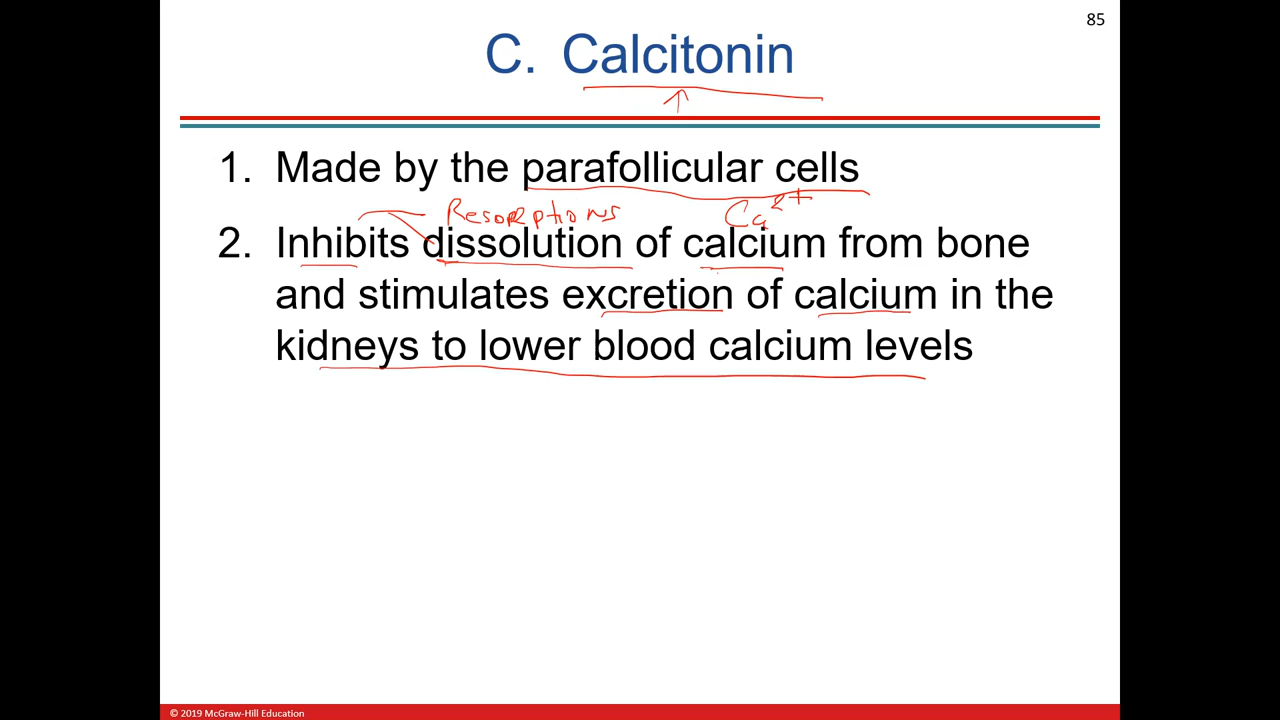 85
C. Calcitonin
1. Made by the parafollicular cells
Resorptions Ca2+
2. Inhibits dissolution of calcium from bone
and stimulates excretion of calcium in the
kidneys to lower blood calcium levels
© 2019 McGraw-Hill Education